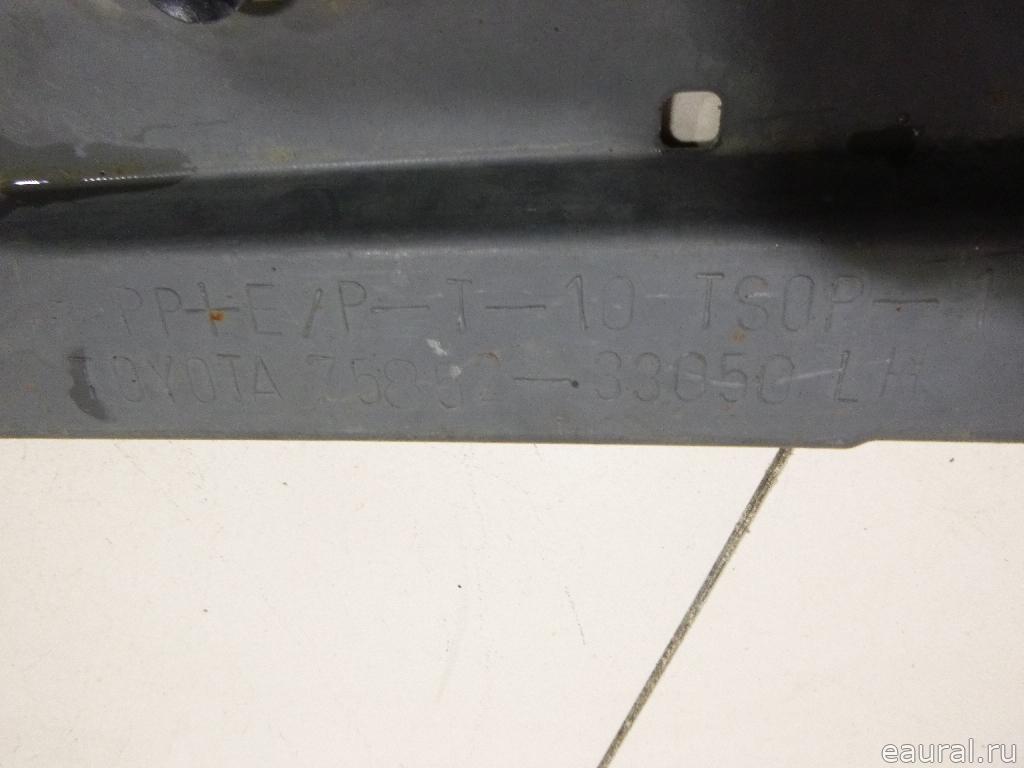 PP+E/P-T-10 TSOP-1
TOYOTA 75852-33050 LH
eaural.ru